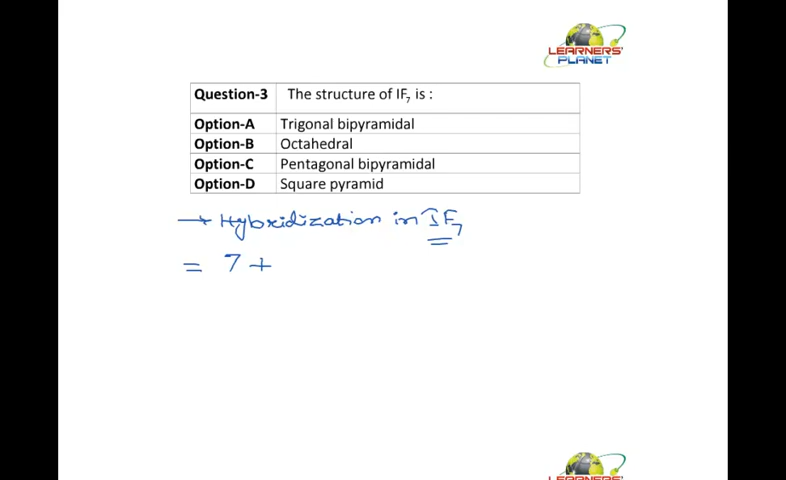 LEARNERS'
PLANET
Question-3 The structure of IF₇ is :
Option-A Trigonal bipyramidal
Option-B Octahedral
Option-C Pentagonal bipyramidal
Option-D Square pyramid
→ Hybridization in IF₇
= 7 +
LEARNERS'